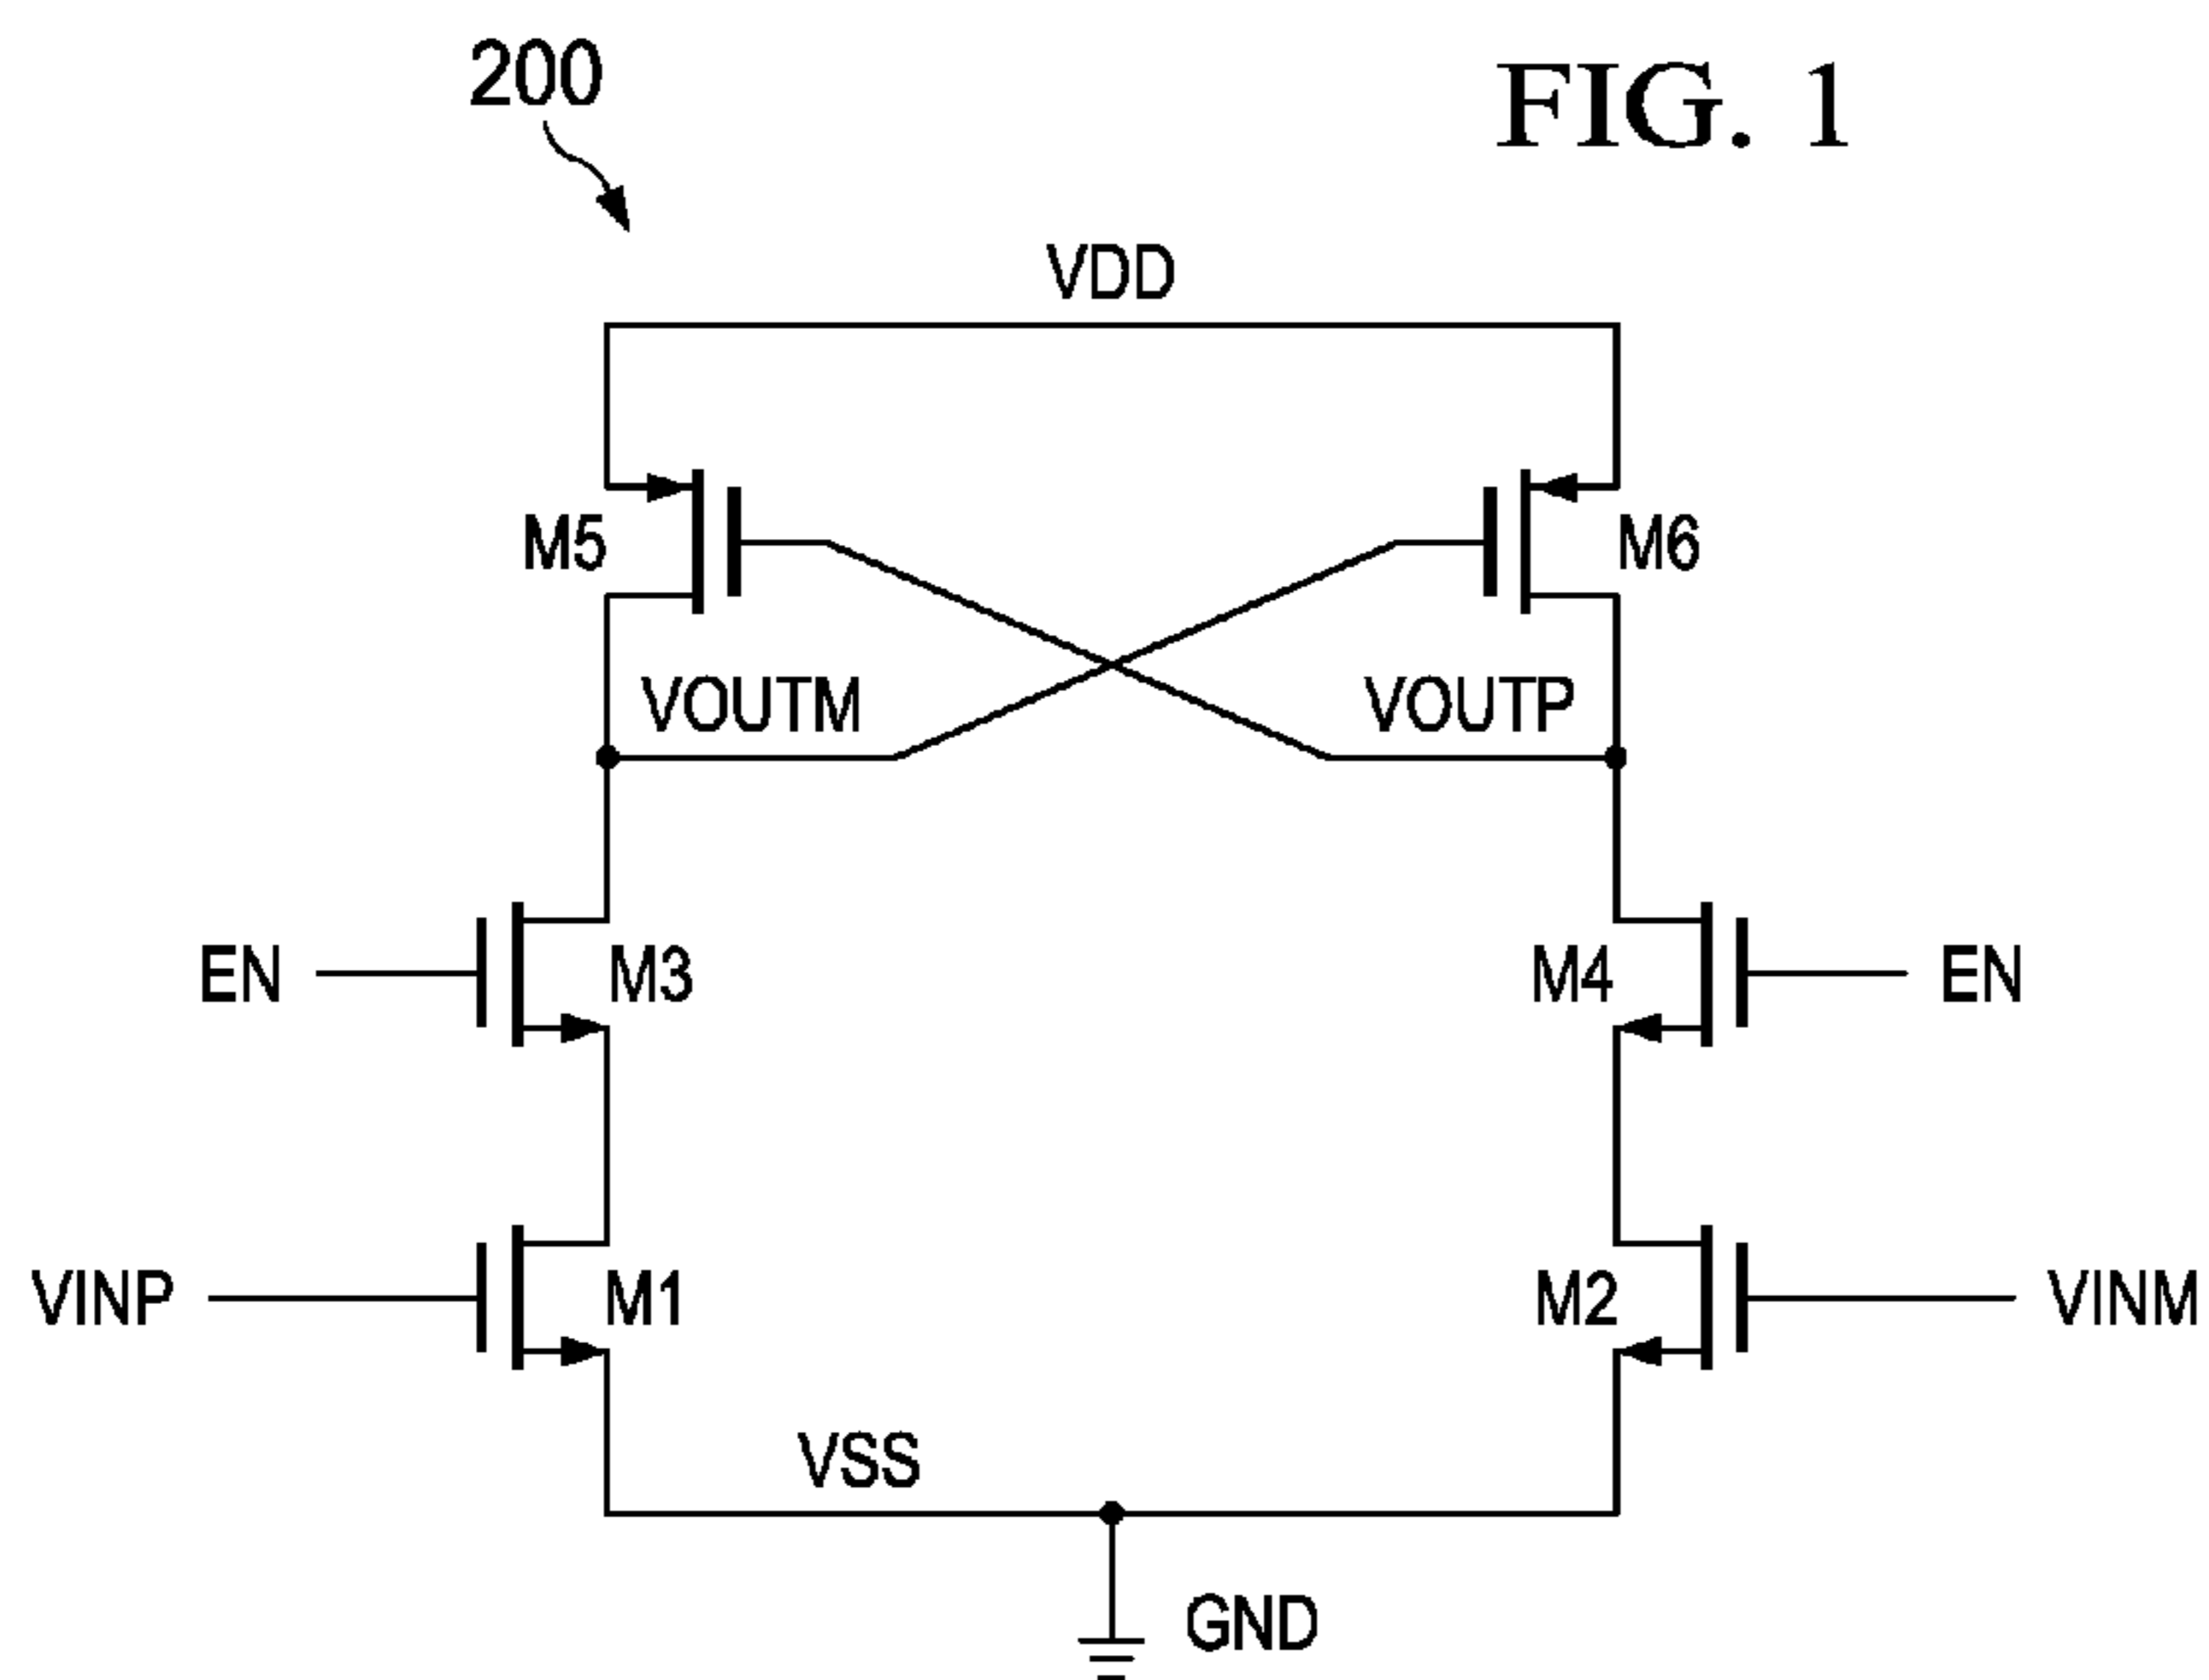 200
FIG. 1
VDD
M5
M6
VOUTM
VOUTP
EN
M3
M4
EN
VINP
M1
M2
VINM
VSS
GND